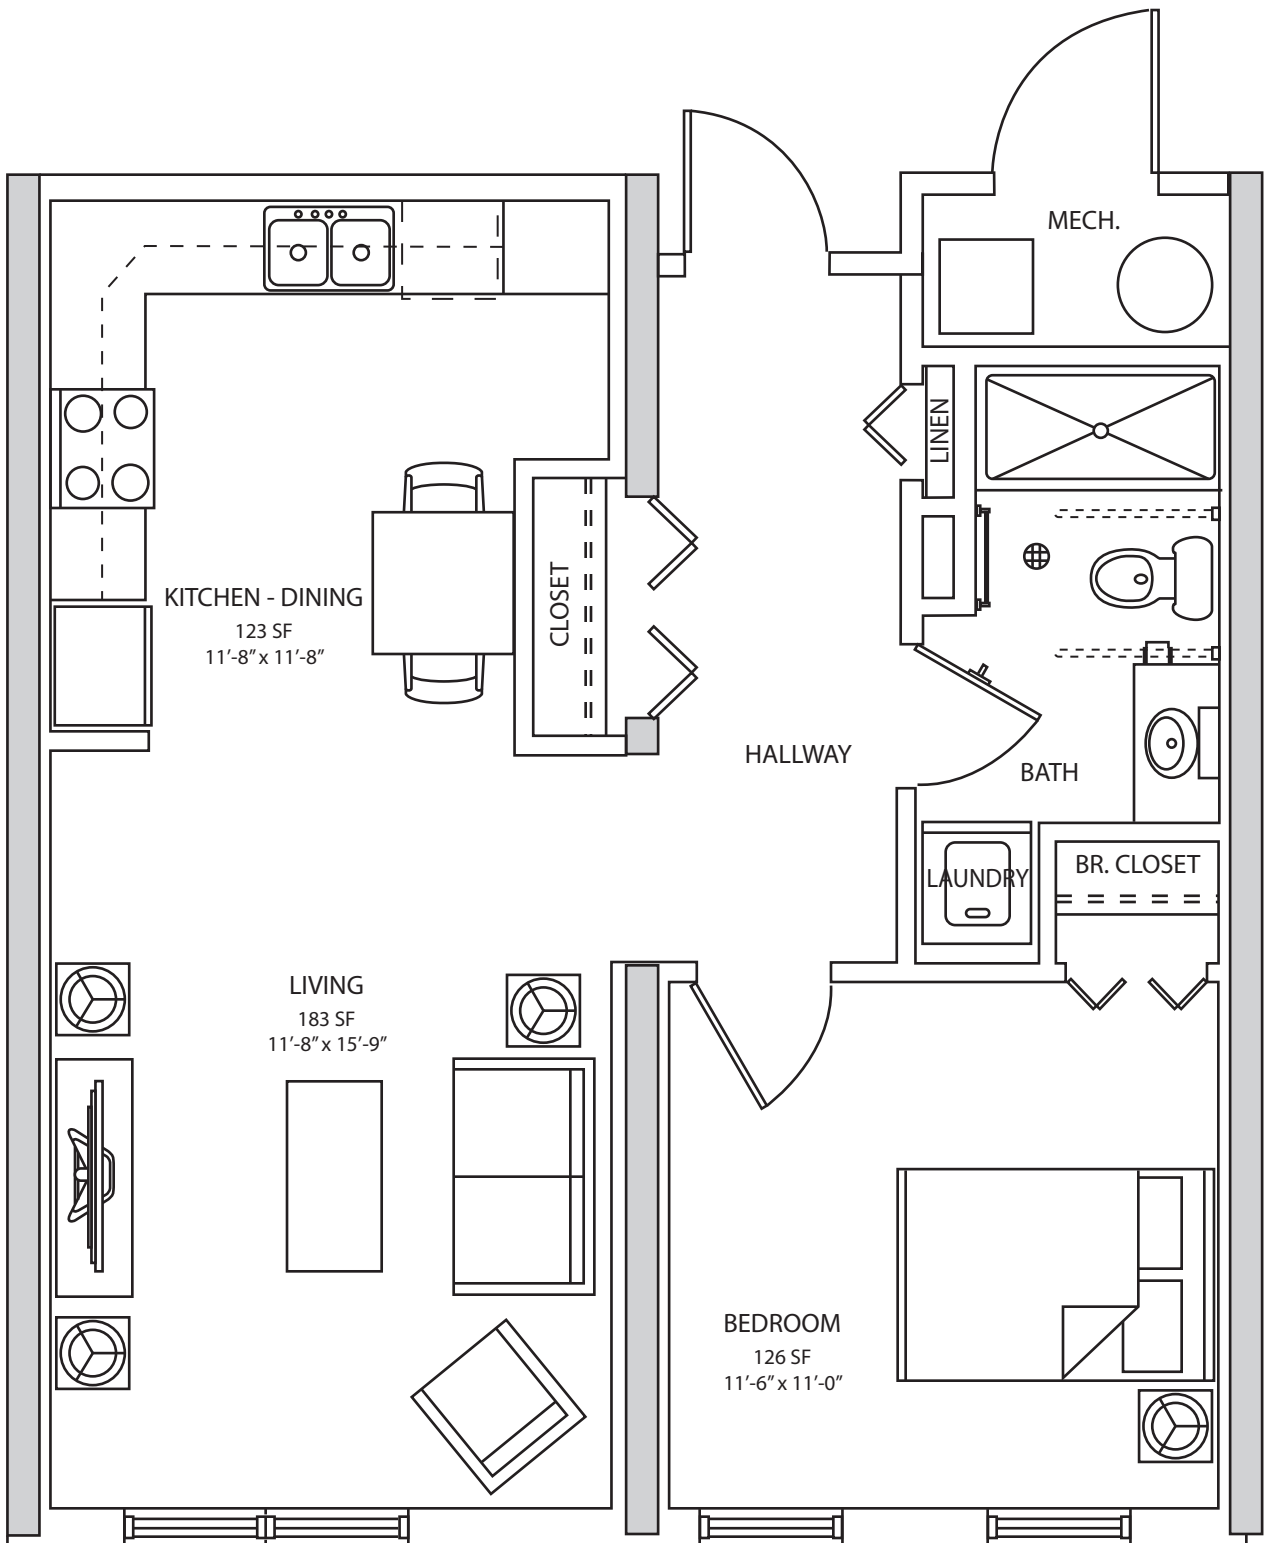 MECH.
LINEN
CLOSET
KITCHEN - DINING
123 SF
11’-8” x 11’-8”
HALLWAY
BATH
LAUNDRY
BR. CLOSET
LIVING
183 SF
11’-8” x 15’-9”
BEDROOM
126 SF
11’-6” x 11’-0”